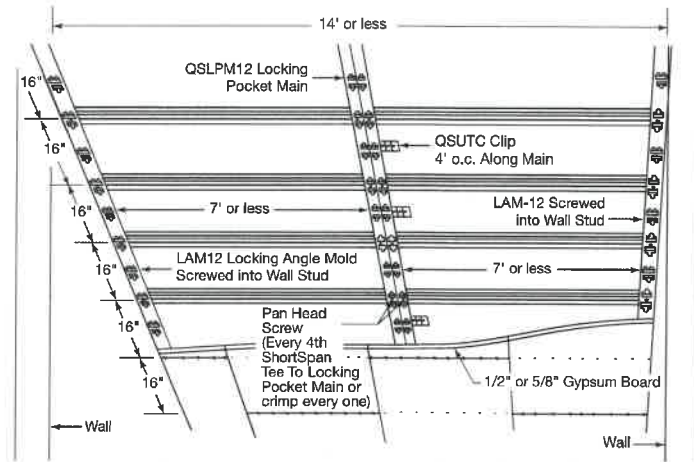 14' or less
QSLPM12 Locking
Pocket Main
16"
16"
QSUTC Clip
4' o.c. Along Main
16"
7' or less
LAM-12 Screwed
into Wall Stud
16"
LAM12 Locking Angle Mold
Screwed into Wall Stud
7' or less
16"
Pan Head
Screw
(Every 4th
ShortSpan
Tee To Locking
Pocket Main or
crimp every one)
16"
1/2" or 5/8" Gypsum Board
16"
Wall
Wall